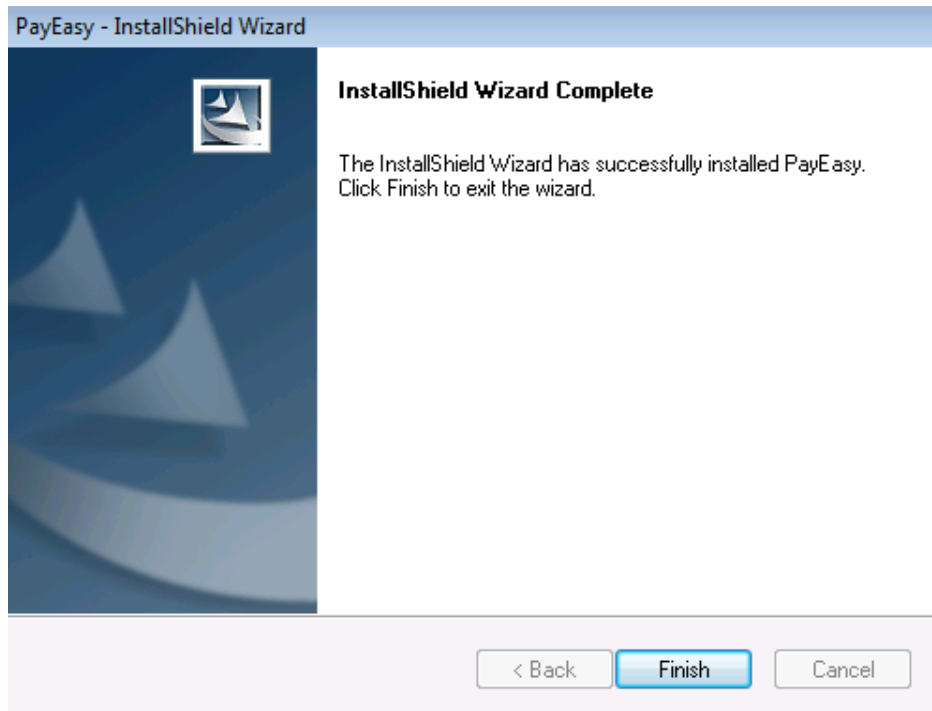 PayEasy - InstallShield Wizard
InstallShield Wizard Complete
The InstallShield Wizard has successfully installed PayEasy.
Click Finish to exit the wizard.
< Back
Finish
Cancel